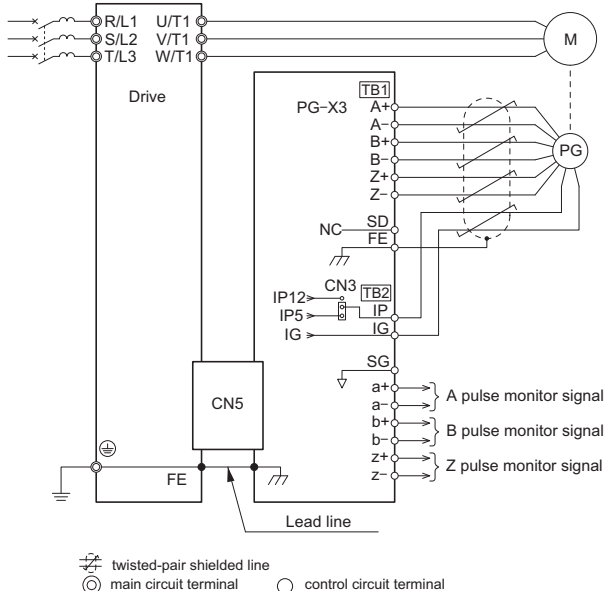 R/L1 U/T1
S/L2 V/T1
T/L3 W/T1
M
Drive
TB1
PG-X3
A+
A-
B+
B-
Z+
Z-
PG
NC
SD
FE
CN3
TB2
IP12
IP5
IP
IG
IG
SG
CN5
a+
a-
A pulse monitor signal
b+
b-
B pulse monitor signal
z+
z-
Z pulse monitor signal
FE
Lead line
twisted-pair shielded line
main circuit terminal
control circuit terminal